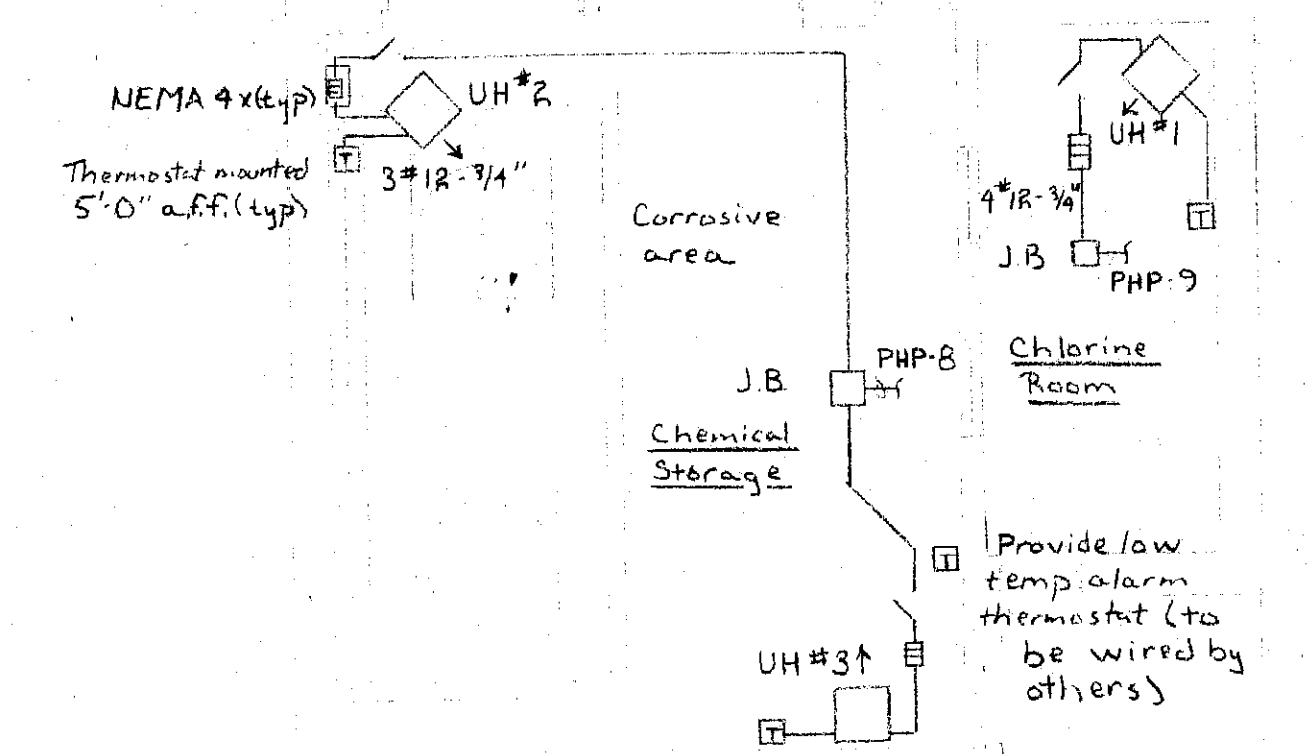 NEMA 4x(typ)
UH#2
Thermostat mounted
5'-0" a.f.f. (typ)
T
3#12-3/4"
Corrosive
area
UH#1
4#12-3/4"
T
J.B
PHP-9
Chlorine
Room
J.B.
PHP-8
Chemical
Storage
T
Provide low
temp alarm
thermostat (to
be wired by
others)
UH #3
T